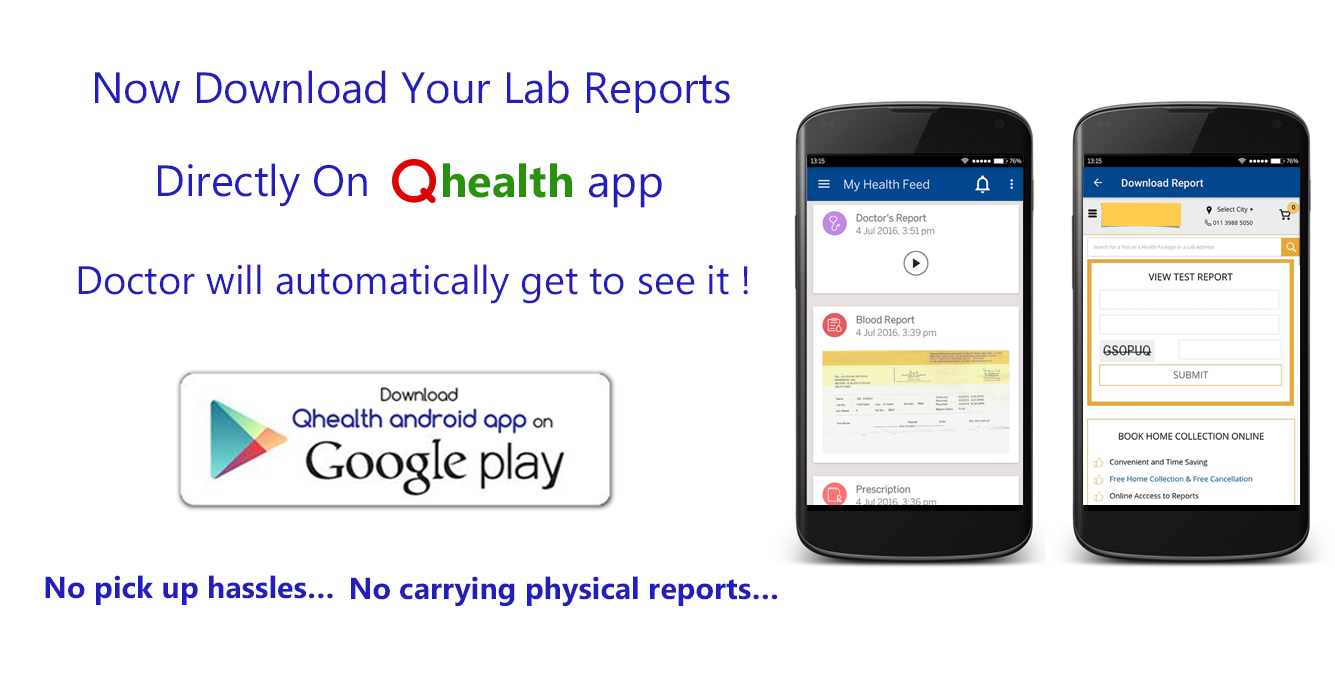 Now Download Your Lab Reports
Directly On Qhealth app
Doctor will automatically get to see it !
Download
Qhealth android app on
Google play
No pick up hassles... No carrying physical reports...
13:15
76%
My Health Feed
Doctor's Report
4 Jul 2016, 3:51 pm
Blood Report
4 Jul 2016, 3:39 pm
Prescription
4 Jul 2016, 3:36 pm
13:15
76%
Download Report
Select City
0
011 3988 5050
Search for a Test or a Health Package or a Lab Address
VIEW TEST REPORT
GSOPUQ
SUBMIT
BOOK HOME COLLECTION ONLINE
Convenient and Time Saving
Free Home Collection & Free Cancellation
Online Acccess to Reports